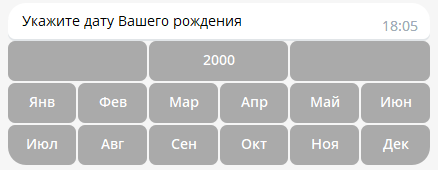 Укажите дату Вашего рождения
18:05
2000
Янв Фев Мар Апр Май Июн
Июл Авг Сен Окт Ноя Дек